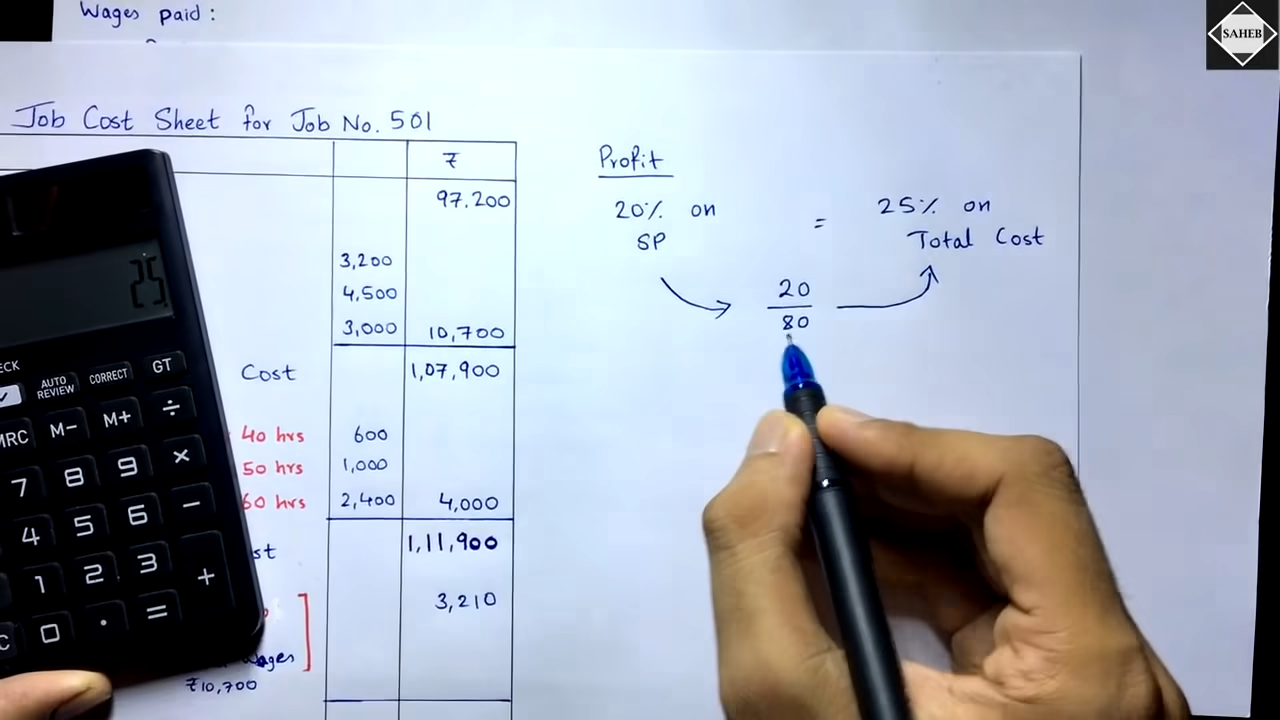 Wages paid:
SAHEB
Job Cost Sheet for Job No. 501
₹
97,200
3,200
4,500
3,000 10,700
Cost 1,07,900
40 hrs 600
50 hrs 1,000
60 hrs 2,400 4,000
1,11,900
3,210
Wages
₹10,700
Profit
20% on = 25% on
SP Total Cost
20
80
25.
AUTO REVIEW CORRECT GT
MRC M- M+ ÷
7 8 9 ×
4 5 6 −
1 2 3 +
0 . =